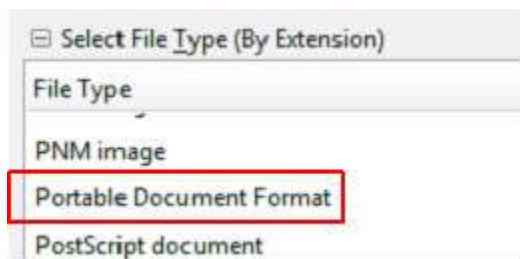 Select File Type (By Extension)
File Type
PNM image
Portable Document Format
PostScript document